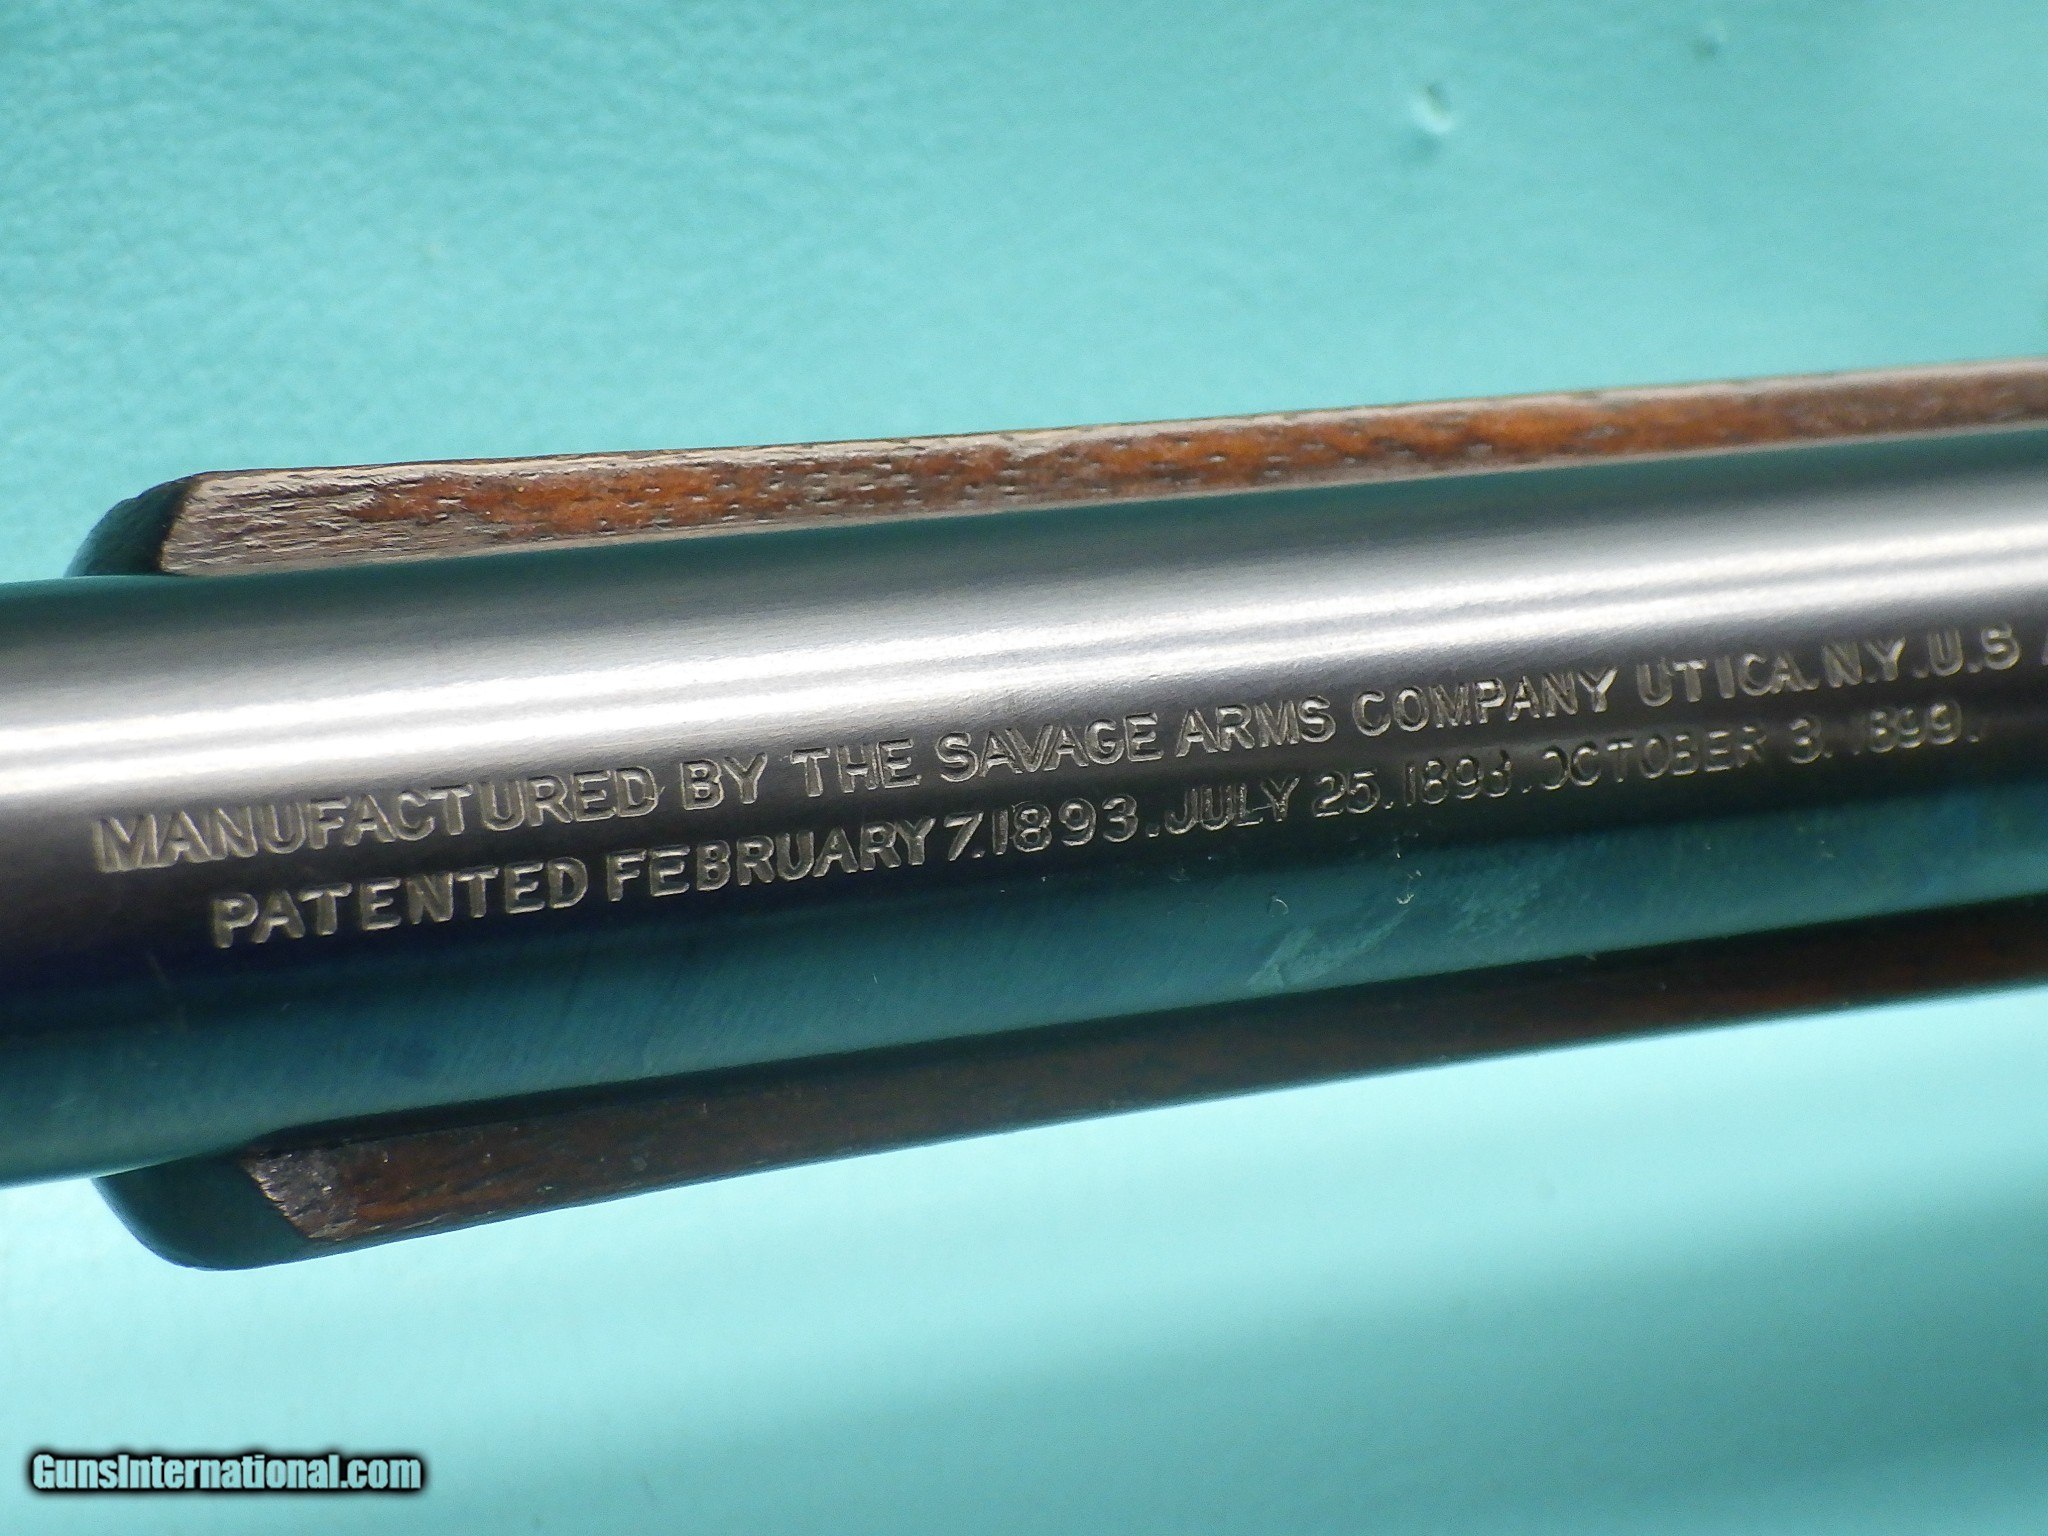 MANUFACTURED BY THE SAVAGE ARMS COMPANY UTICA. N.Y. U.S
PATENTED FEBRUARY 7. 1893. JULY 25. 1893. OCTOBER 3. 1899.
GunsInternational.com